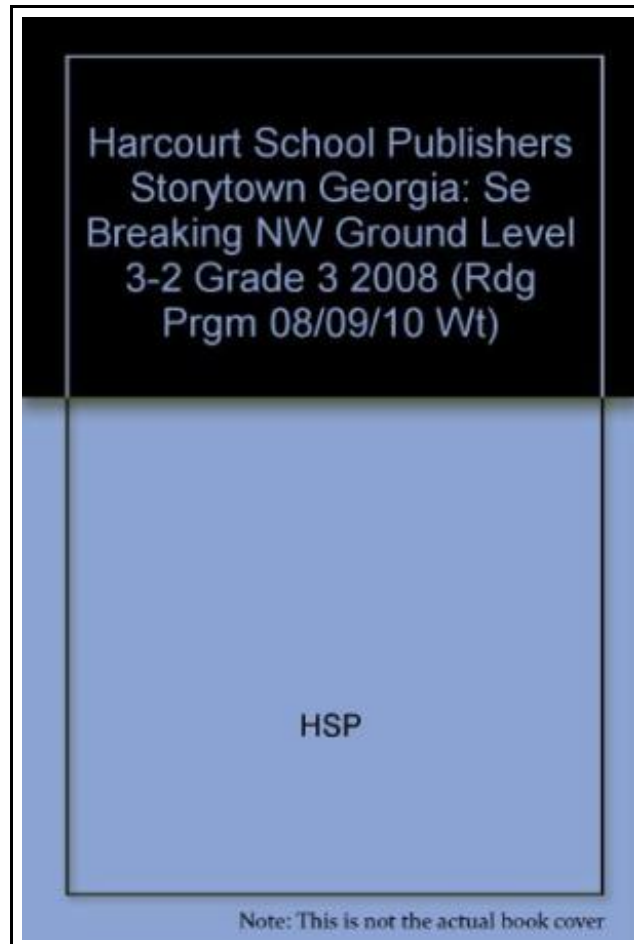 Harcourt School Publishers
Storytown Georgia: Se
Breaking NW Ground Level
3-2 Grade 3 2008 (Rdg
Prgm 08/09/10 Wt)
HSP
Note: This is not the actual book cover